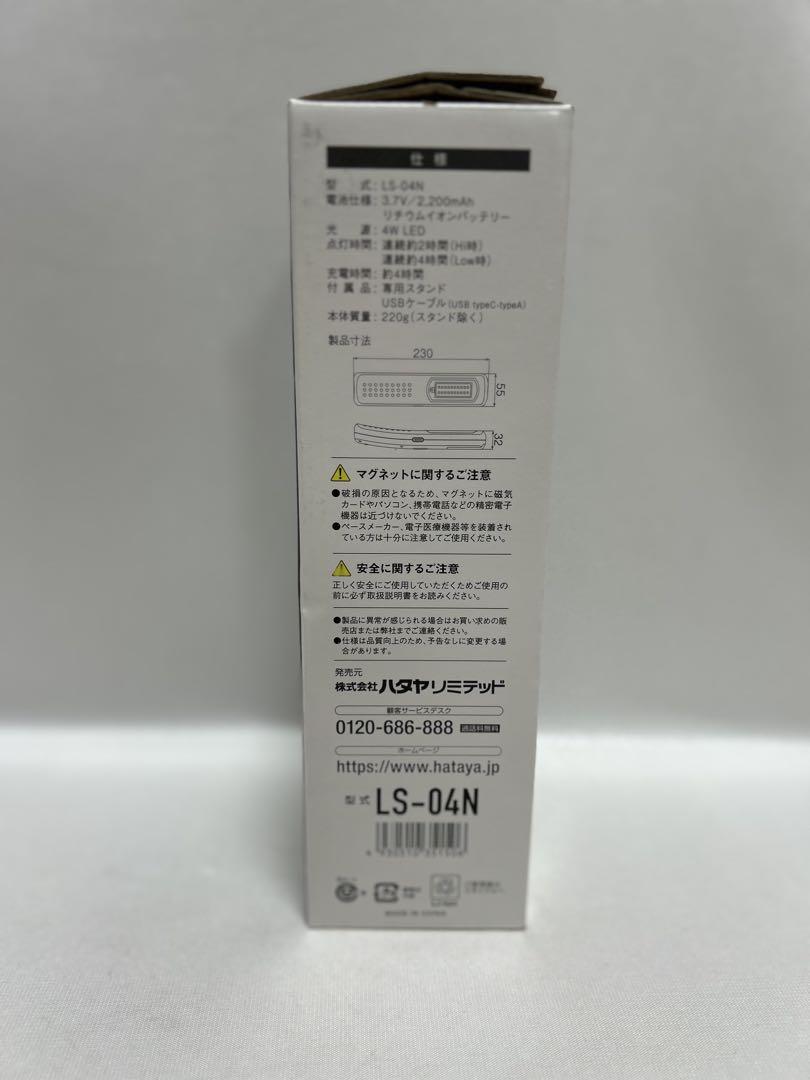 仕様
型 式: LS-04N
電池仕様: 3.7V/2,200mAh
リチウムイオンバッテリー
光 源: 4W LED
点灯時間: 連続約2時間(Hi時)
連続約4時間(Low時)
充電時間: 約4時間
付属品: 専用スタンド
USBケーブル(USB typeC-typeA)
本体質量: 220g(スタンド除く)
製品寸法
230
55
32
マグネットに関するご注意
●破損の原因となるため、マグネットに磁気
カードやパソコン、携帯電話などの精密電子
機器は近づけないでください。
●ペースメーカー、電子医療機器等を装着され
ている方は十分に注意してご使用ください。
安全に関するご注意
正しく安全にご使用していただくためご使用の
前に必ず取扱説明書をお読みください。
●製品に異常が感じられる場合はお買い求めの販
売店または弊社までご連絡ください。
●仕様は品質向上のため、予告なしに変更する場
合があります。
発売元
株式会社ハタヤリミテッド
顧客サービスデスク
0120-686-888 通話料無料
ホームページ
https://www.hataya.jp
型式 LS-04N